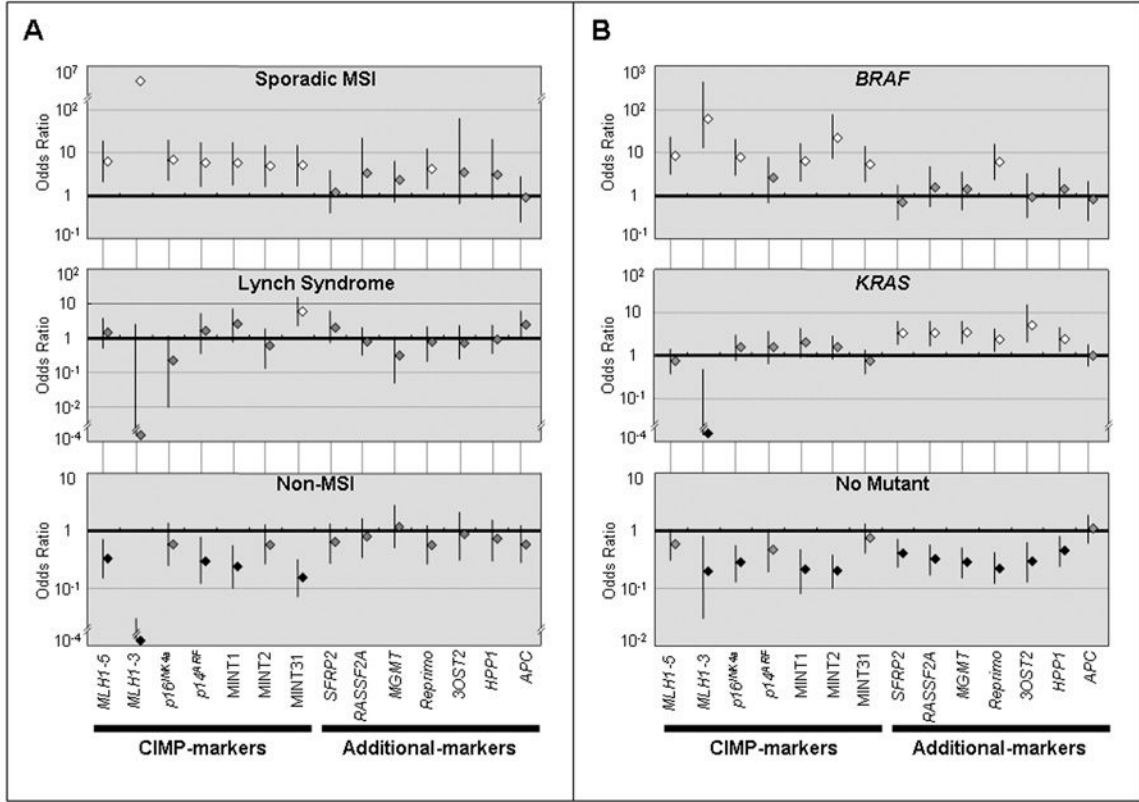 A
Sporadic MSI
Odds Ratio
10⁷
10²
10
1
10⁻¹
Lynch Syndrome
Odds Ratio
10²
10
1
10⁻¹
10⁻²
10⁻⁴
Non-MSI
Odds Ratio
10
1
10⁻¹
10⁻⁴
MLH1-5
MLH1-3
p16ᴵᴺᴷ⁴ᵃ
p14ᴬᴿᶠ
MINT1
MINT2
MINT31
SFRP2
RASSF2A
MGMT
Reprimo
3OST2
HPP1
APC
CIMP-markers
Additional-markers
B
BRAF
Odds Ratio
10³
10²
10
1
10⁻¹
KRAS
Odds Ratio
10²
10
1
10⁻¹
10⁻⁴
No Mutant
Odds Ratio
10
1
10⁻¹
10⁻²
MLH1-5
MLH1-3
p16ᴵᴺᴷ⁴ᵃ
p14ᴬᴿᶠ
MINT1
MINT2
MINT31
SFRP2
RASSF2A
MGMT
Reprimo
3OST2
HPP1
APC
CIMP-markers
Additional-markers